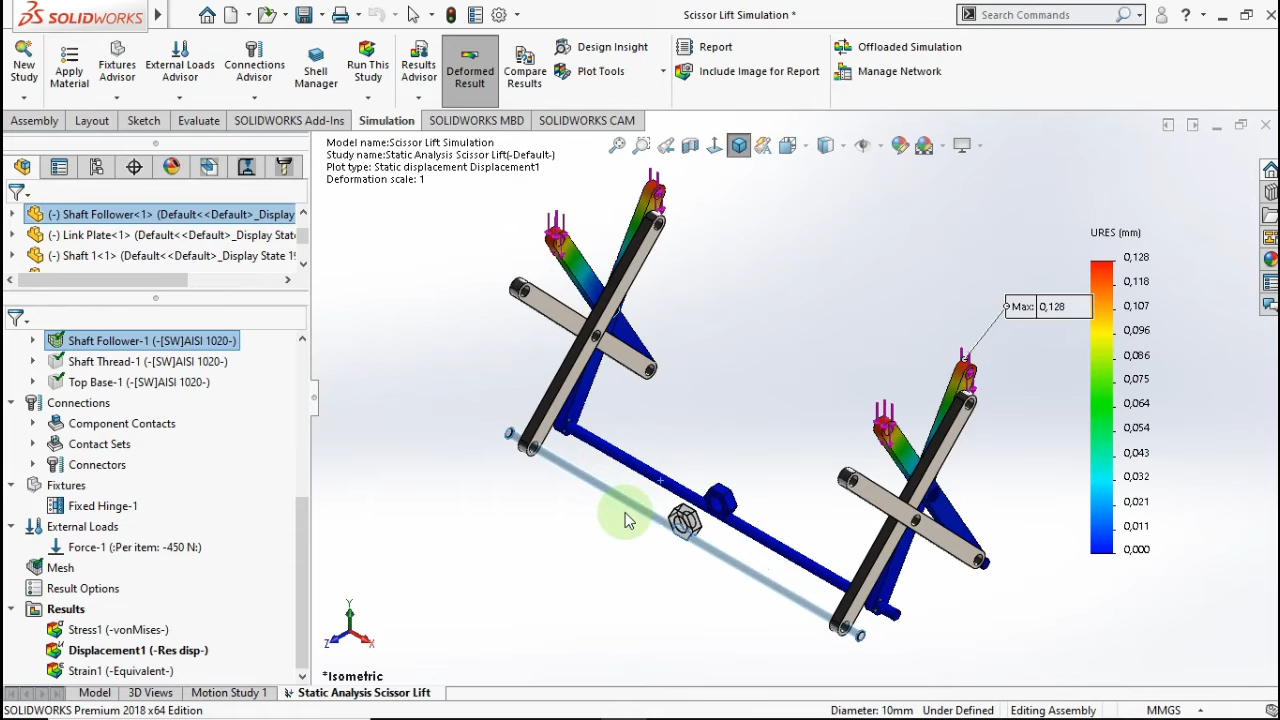 SOLIDWORKS
Scissor Lift Simulation *
Search Commands
New Study
Apply Material
Fixtures Advisor
External Loads Advisor
Connections Advisor
Shell Manager
Run This Study
Results Advisor
Deformed Result
Compare Results
Design Insight
Plot Tools
Report
Include Image for Report
Offloaded Simulation
Manage Network
Assembly
Layout
Sketch
Evaluate
SOLIDWORKS Add-Ins
Simulation
SOLIDWORKS MBD
SOLIDWORKS CAM
Model name:Scissor Lift Simulation
Study name:Static Analysis Scissor Lift(-Default-)
Plot type: Static displacement Displacement1
Deformation scale: 1
(-) Shaft Follower<1> (Default<<Default>_Display
(-) Link Plate<1> (Default<<Default>_Display State
(-) Shaft 1<1> (Default<<Default>_Display State 1
Shaft Follower-1 (-[SW]AISI 1020-)
Shaft Thread-1 (-[SW]AISI 1020-)
Top Base-1 (-[SW]AISI 1020-)
Connections
Component Contacts
Contact Sets
Connectors
Fixtures
Fixed Hinge-1
External Loads
Force-1 (:Per item: -450 N:)
Mesh
Result Options
Results
Stress1 (-vonMises-)
Displacement1 (-Res disp-)
Strain1 (-Equivalent-)
URES (mm)
0,128
0,118
0,107
0,096
0,086
0,075
0,064
0,053
0,043
0,032
0,021
0,011
0,000
Max: 0,128
Y
Z
X
*Isometric
Model
3D Views
Motion Study 1
Static Analysis Scissor Lift
SOLIDWORKS Premium 2018 x64 Edition
Diameter: 10mm
Under Defined
Editing Assembly
MMGS